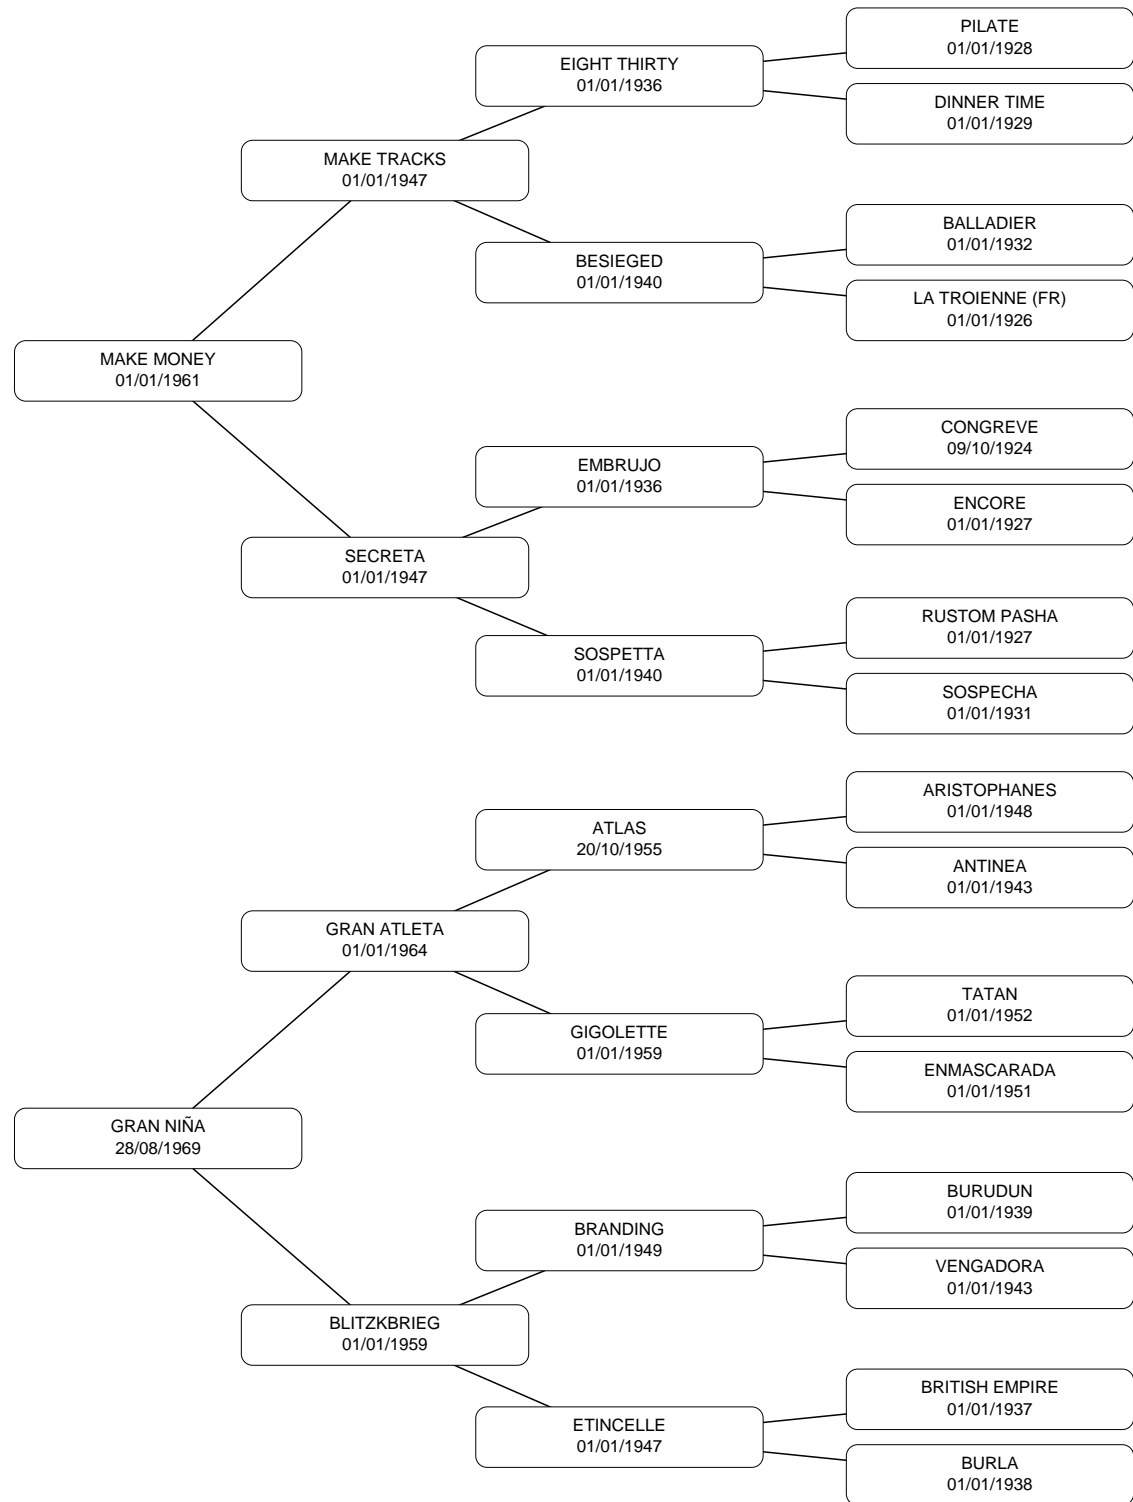 PILATE
01/01/1928
EIGHT THIRTY
01/01/1936
DINNER TIME
01/01/1929
MAKE TRACKS
01/01/1947
BALLADIER
01/01/1932
BESIEGED
01/01/1940
LA TROIENNE (FR)
01/01/1926
MAKE MONEY
01/01/1961
CONGREVE
09/10/1924
EMBRUJO
01/01/1936
ENCORE
01/01/1927
SECRETA
01/01/1947
RUSTOM PASHA
01/01/1927
SOSPETTA
01/01/1940
SOSPECHA
01/01/1931
ARISTOPHANES
01/01/1948
ATLAS
20/10/1955
ANTINEA
01/01/1943
GRAN ATLETA
01/01/1964
TATAN
01/01/1952
GIGOLETTE
01/01/1959
ENMASCARADA
01/01/1951
GRAN NIÑA
28/08/1969
BURUDUN
01/01/1939
BRANDING
01/01/1949
VENGADORA
01/01/1943
BLITZKBRIEG
01/01/1959
BRITISH EMPIRE
01/01/1937
ETINCELLE
01/01/1947
BURLA
01/01/1938